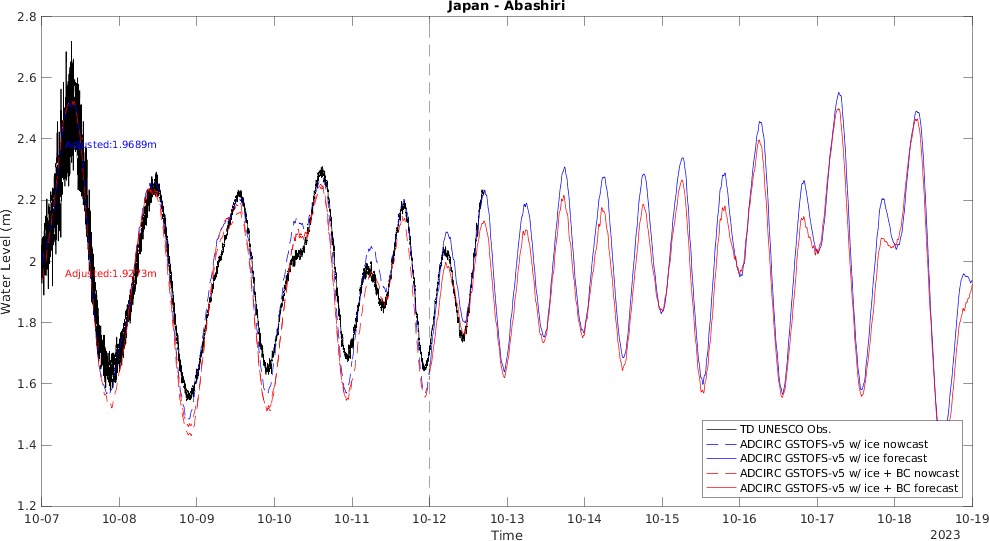 Japan - Abashiri
Water Level (m)
2.8
2.6
2.4
2.2
2
1.8
1.6
1.4
1.2
Adjusted:1.9689m
Adjusted:1.9273m
TD UNESCO Obs.
ADCIRC GSTOFS-v5 w/ ice nowcast
ADCIRC GSTOFS-v5 w/ ice forecast
ADCIRC GSTOFS-v5 w/ ice + BC nowcast
ADCIRC GSTOFS-v5 w/ ice + BC forecast
10-07 10-08 10-09 10-10 10-11 10-12 10-13 10-14 10-15 10-16 10-17 10-18 10-19
Time
2023